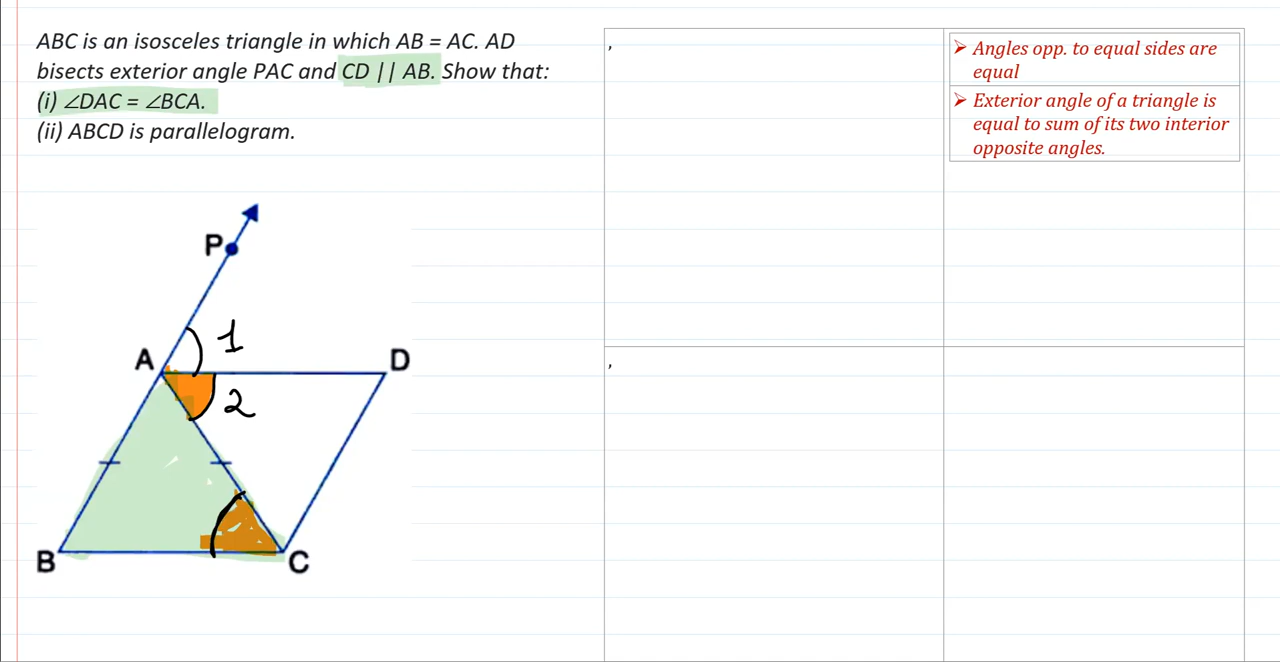 ABC is an isosceles triangle in which AB = AC. AD
bisects exterior angle PAC and CD || AB. Show that:
(i) ∠DAC = ∠BCA.
(ii) ABCD is parallelogram.
,
➢ Angles opp. to equal sides are
equal
➢ Exterior angle of a triangle is
equal to sum of its two interior
opposite angles.
P
1
A
D
2
B
C
,